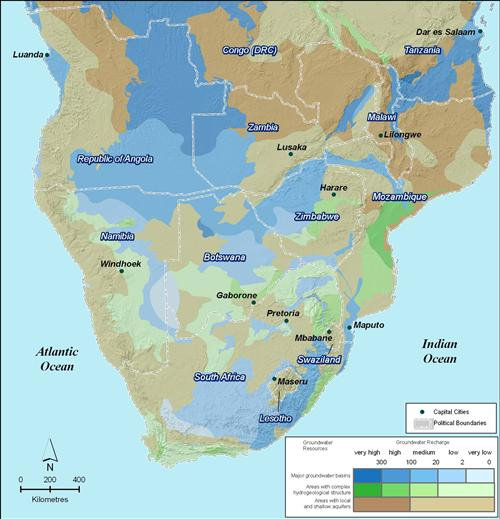 Dar es Salaam
Luanda
Congo (DRC)
Tanzania
Malawi
Zambia
Lilongwe
Lusaka
Republic of Angola
Harare
Mozambique
Zimbabwe
Namibia
Botswana
Windhoek
Gaborone
Pretoria
Maputo
Mbabane
Atlantic
Ocean
Indian
Ocean
Swaziland
South Africa
Maseru
Lesotho
Capital Cities
Political Boundaries
N
0 200 400
Kilometres
Groundwater
Resources
Groundwater Recharge
very high high medium low very low
300 100 20 2 0
Major groundwater basins
Areas with complex
hydrogeological structure
Areas with local
and shallow aquifers